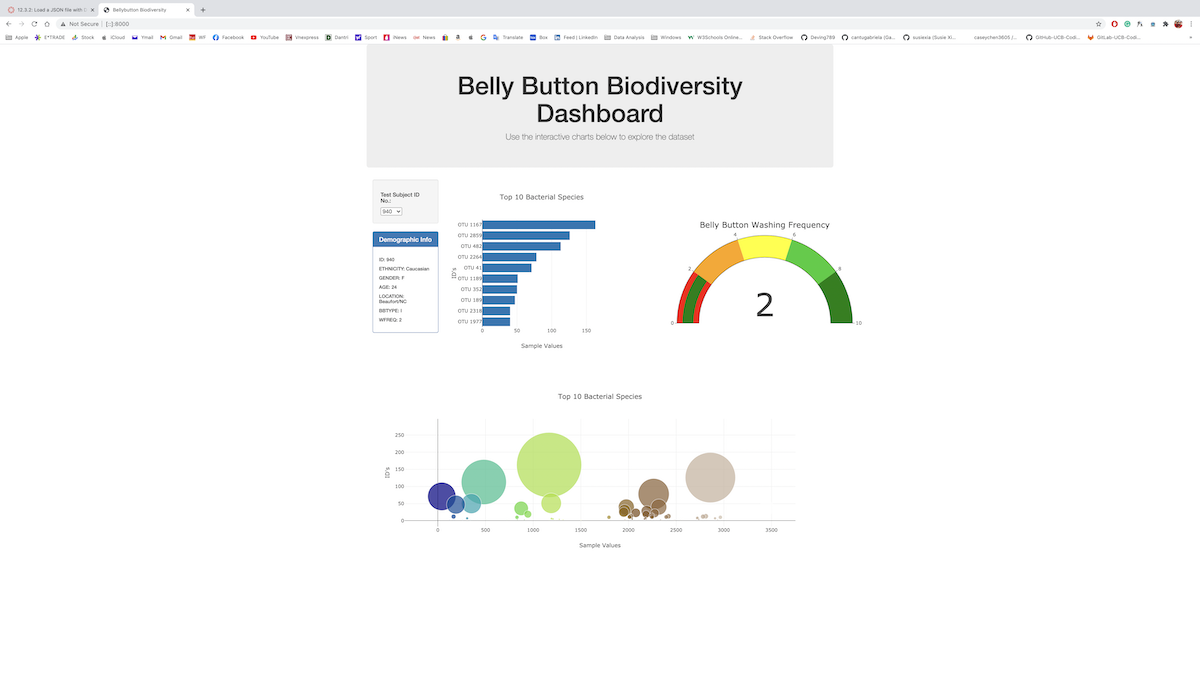 12.3.2: Load a JSON file with
Bellybutton Biodiversity
Not Secure | [::]:8000
Apple E*TRADE Stock iCloud Ymail Gmail WF Facebook YouTube Vnexpress Dantri Sport iNews News Translate Box Feed | LinkedIn Data Analysis Windows W3Schools Online... Stack Overflow Deving789 cantugabriela (Ga... susiexia (Susie Xi... caseychen3605 /... GitHub-UCB-Codi... GitLab-UCB-Codi...
Belly Button Biodiversity
Dashboard
Use the interactive charts below to explore the dataset
Test Subject ID
No.:
940
Demographic Info
ID: 940
ETHNICITY: Caucasian
GENDER: F
AGE: 24
LOCATION:
Beaufort/NC
BBTYPE: I
WFREQ: 2
Top 10 Bacterial Species
OTU 1167
OTU 2859
OTU 482
OTU 2264
OTU 41
OTU 1189
OTU 352
OTU 189
OTU 2318
OTU 1977
ID's
0 50 100 150
Sample Values
Belly Button Washing Frequency
0 2 4 6 8 10
2
Top 10 Bacterial Species
250
200
150
100
50
0
ID's
0 500 1000 1500 2000 2500 3000 3500
Sample Values